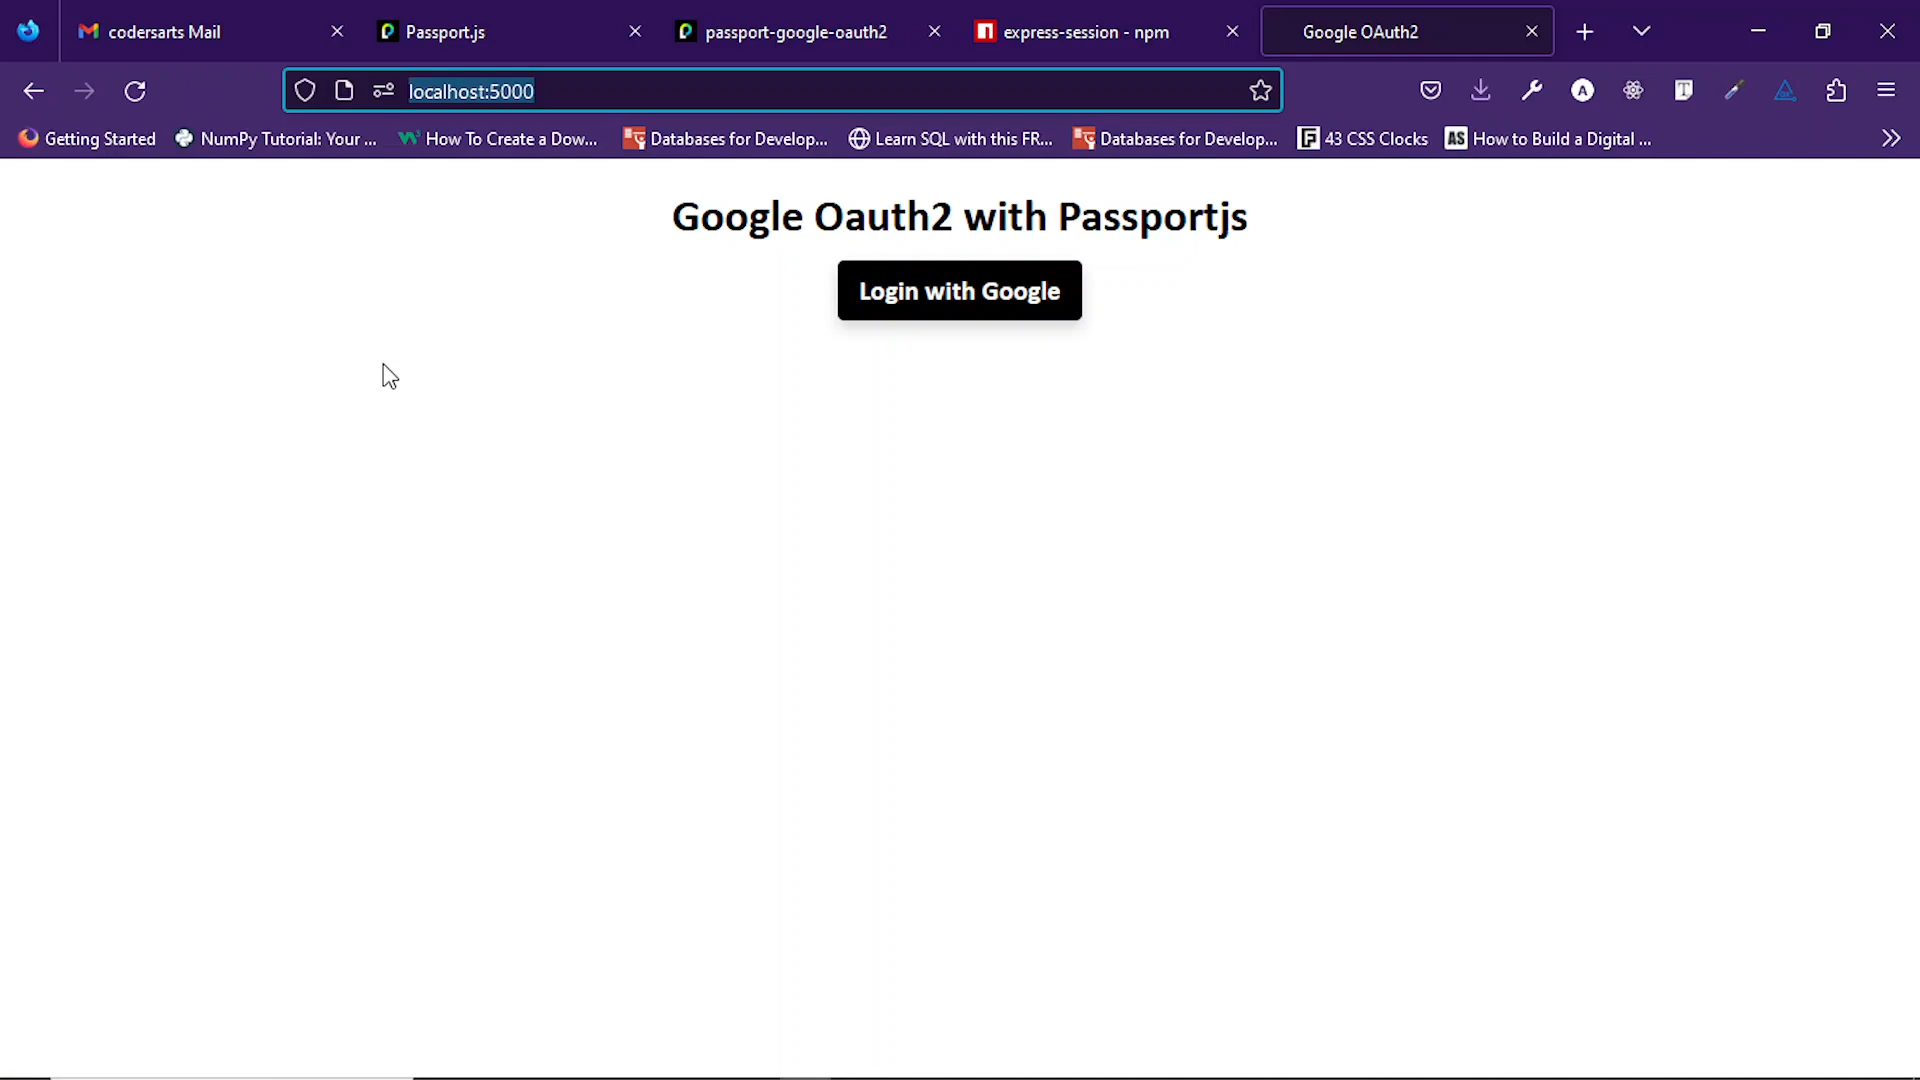 codersarts Mail
Passport.js
passport-google-oauth2
express-session - npm
Google OAuth2
localhost:5000
A
T
Getting Started
NumPy Tutorial: Your ...
How To Create a Dow...
Databases for Develop...
Learn SQL with this FR...
Databases for Develop...
43 CSS Clocks
AS
How to Build a Digital ...
Google Oauth2 with Passportjs
Login with Google